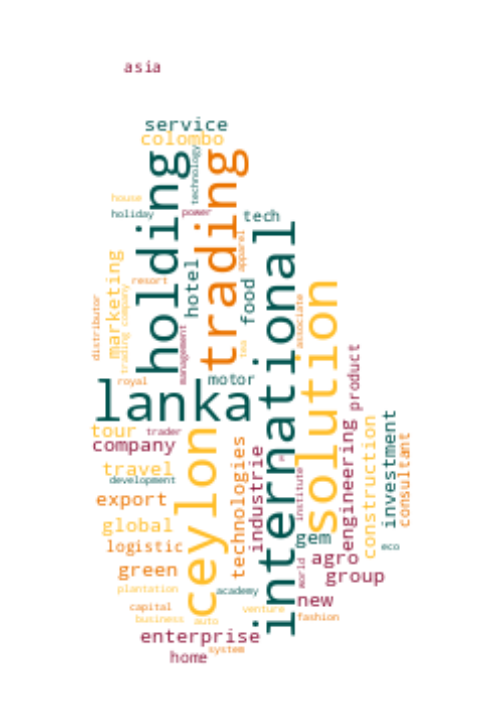 asia
service
colombo
holding
trading
technology
house
holiday
power
tech
international
apparel
marketing
hotel
resort
food
solution
distributor
trading company
associate
management
tea
royal
motor
product
lanka
tour
trader
company
ceylon
technologies
industrie
engineering
construction
investment
consultant
travel
development
institute
export
global
gem
logistic
eco
agro
green
world
group
plantation
academy
new
capital
venture
business
auto
fashion
enterprise
home
system